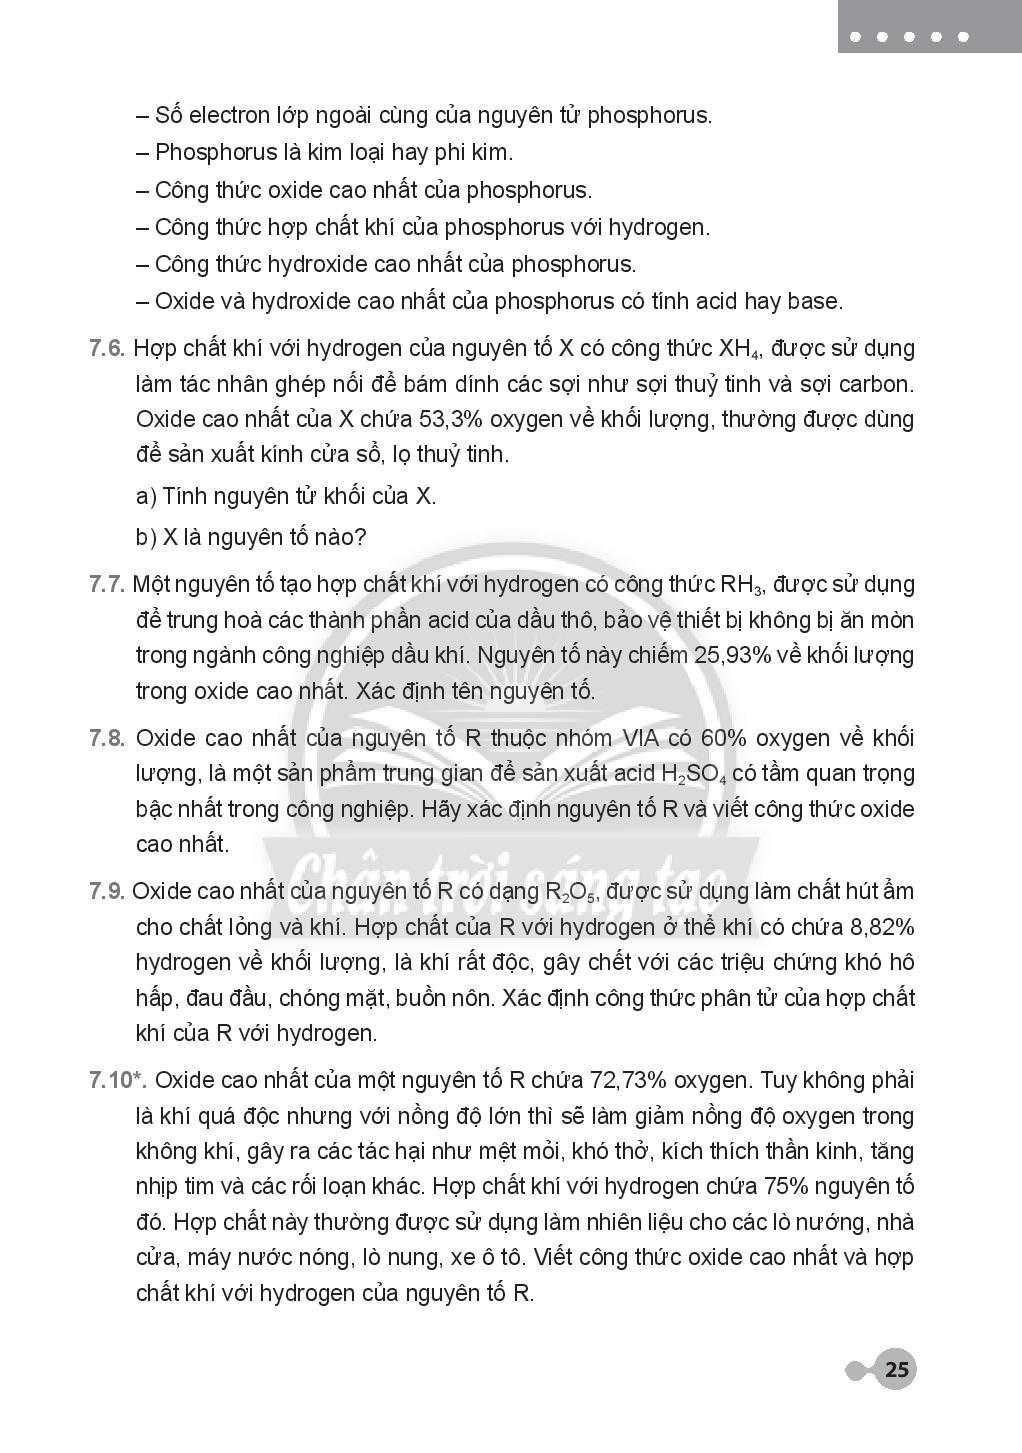 – Số electron lớp ngoài cùng của nguyên tử phosphorus.
– Phosphorus là kim loại hay phi kim.
– Công thức oxide cao nhất của phosphorus.
– Công thức hợp chất khí của phosphorus với hydrogen.
– Công thức hydroxide cao nhất của phosphorus.
– Oxide và hydroxide cao nhất của phosphorus có tính acid hay base.
7.6. Hợp chất khí với hydrogen của nguyên tố X có công thức XH₄, được sử dụng
làm tác nhân ghép nối để bám dính các sợi như sợi thuỷ tinh và sợi carbon.
Oxide cao nhất của X chứa 53,3% oxygen về khối lượng, thường được dùng
để sản xuất kính cửa sổ, lọ thuỷ tinh.
a) Tính nguyên tử khối của X.
b) X là nguyên tố nào?
7.7. Một nguyên tố tạo hợp chất khí với hydrogen có công thức RH₃, được sử dụng
để trung hoà các thành phần acid của dầu thô, bảo vệ thiết bị không bị ăn mòn
trong ngành công nghiệp dầu khí. Nguyên tố này chiếm 25,93% về khối lượng
trong oxide cao nhất. Xác định tên nguyên tố.
7.8. Oxide cao nhất của nguyên tố R thuộc nhóm VIA có 60% oxygen về khối
lượng, là một sản phẩm trung gian để sản xuất acid H₂SO₄ có tầm quan trọng
bậc nhất trong công nghiệp. Hãy xác định nguyên tố R và viết công thức oxide
cao nhất.
Chân trời sáng tạo
7.9. Oxide cao nhất của nguyên tố R có dạng R₂O₅, được sử dụng làm chất hút ẩm
cho chất lỏng và khí. Hợp chất của R với hydrogen ở thể khí có chứa 8,82%
hydrogen về khối lượng, là khí rất độc, gây chết với các triệu chứng khó hô
hấp, đau đầu, chóng mặt, buồn nôn. Xác định công thức phân tử của hợp chất
khí của R với hydrogen.
7.10*. Oxide cao nhất của một nguyên tố R chứa 72,73% oxygen. Tuy không phải
là khí quá độc nhưng với nồng độ lớn thì sẽ làm giảm nồng độ oxygen trong
không khí, gây ra các tác hại như mệt mỏi, khó thở, kích thích thần kinh, tăng
nhịp tim và các rối loạn khác. Hợp chất khí với hydrogen chứa 75% nguyên tố
đó. Hợp chất này thường được sử dụng làm nhiên liệu cho các lò nướng, nhà
cửa, máy nước nóng, lò nung, xe ô tô. Viết công thức oxide cao nhất và hợp
chất khí với hydrogen của nguyên tố R.
25